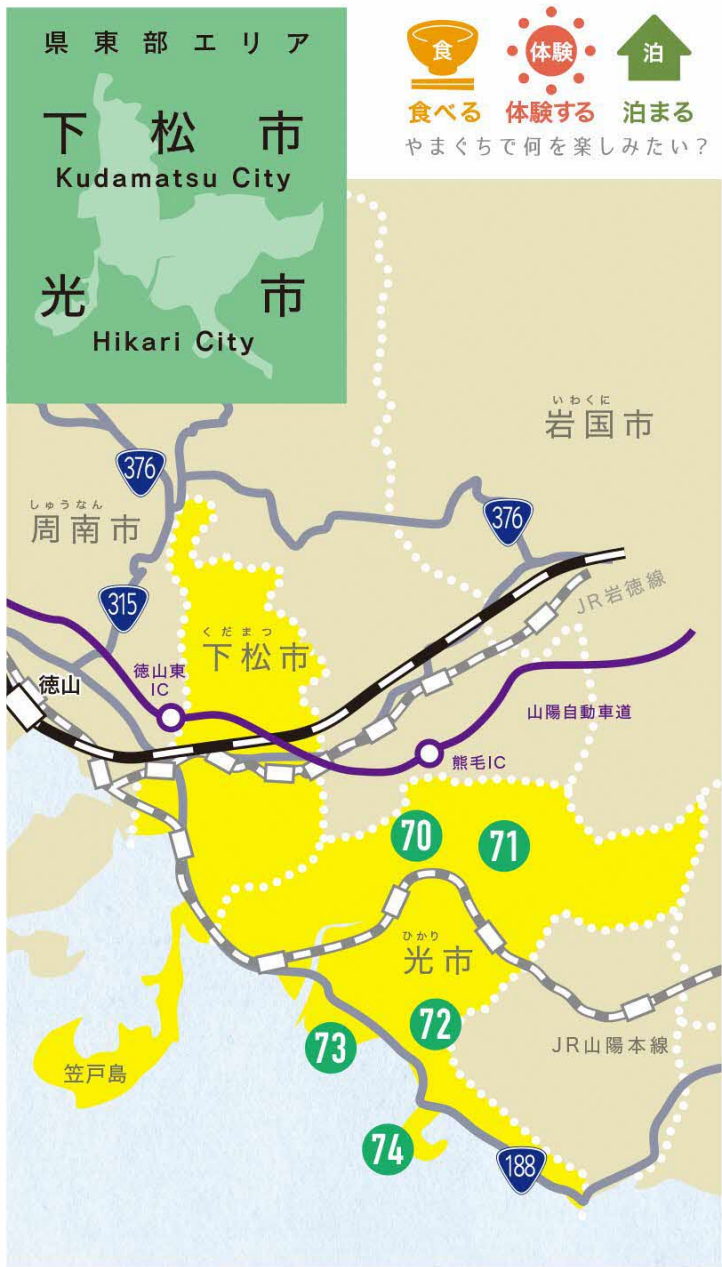 県東部エリア
下松市
Kudamatsu City
光市
Hikari City
食
体験
泊
食べる 体験する 泊まる
やまぐちで何を楽しみたい？
いわくに
岩国市
376
しゅうなん
周南市
376
315
JR岩徳線
くだまつ
下松市
徳山東
IC
徳山
山陽自動車道
熊毛IC
70
71
ひかり
光市
72
73
JR山陽本線
笠戸島
74
188